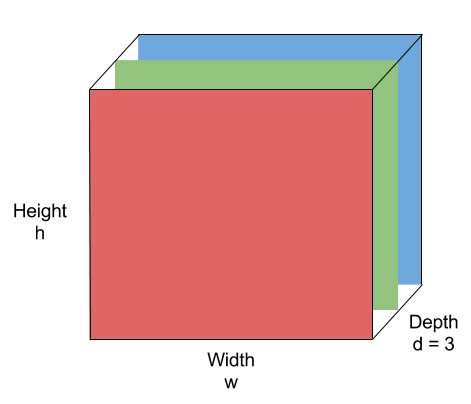 Height
h
Depth
d = 3
Width
w